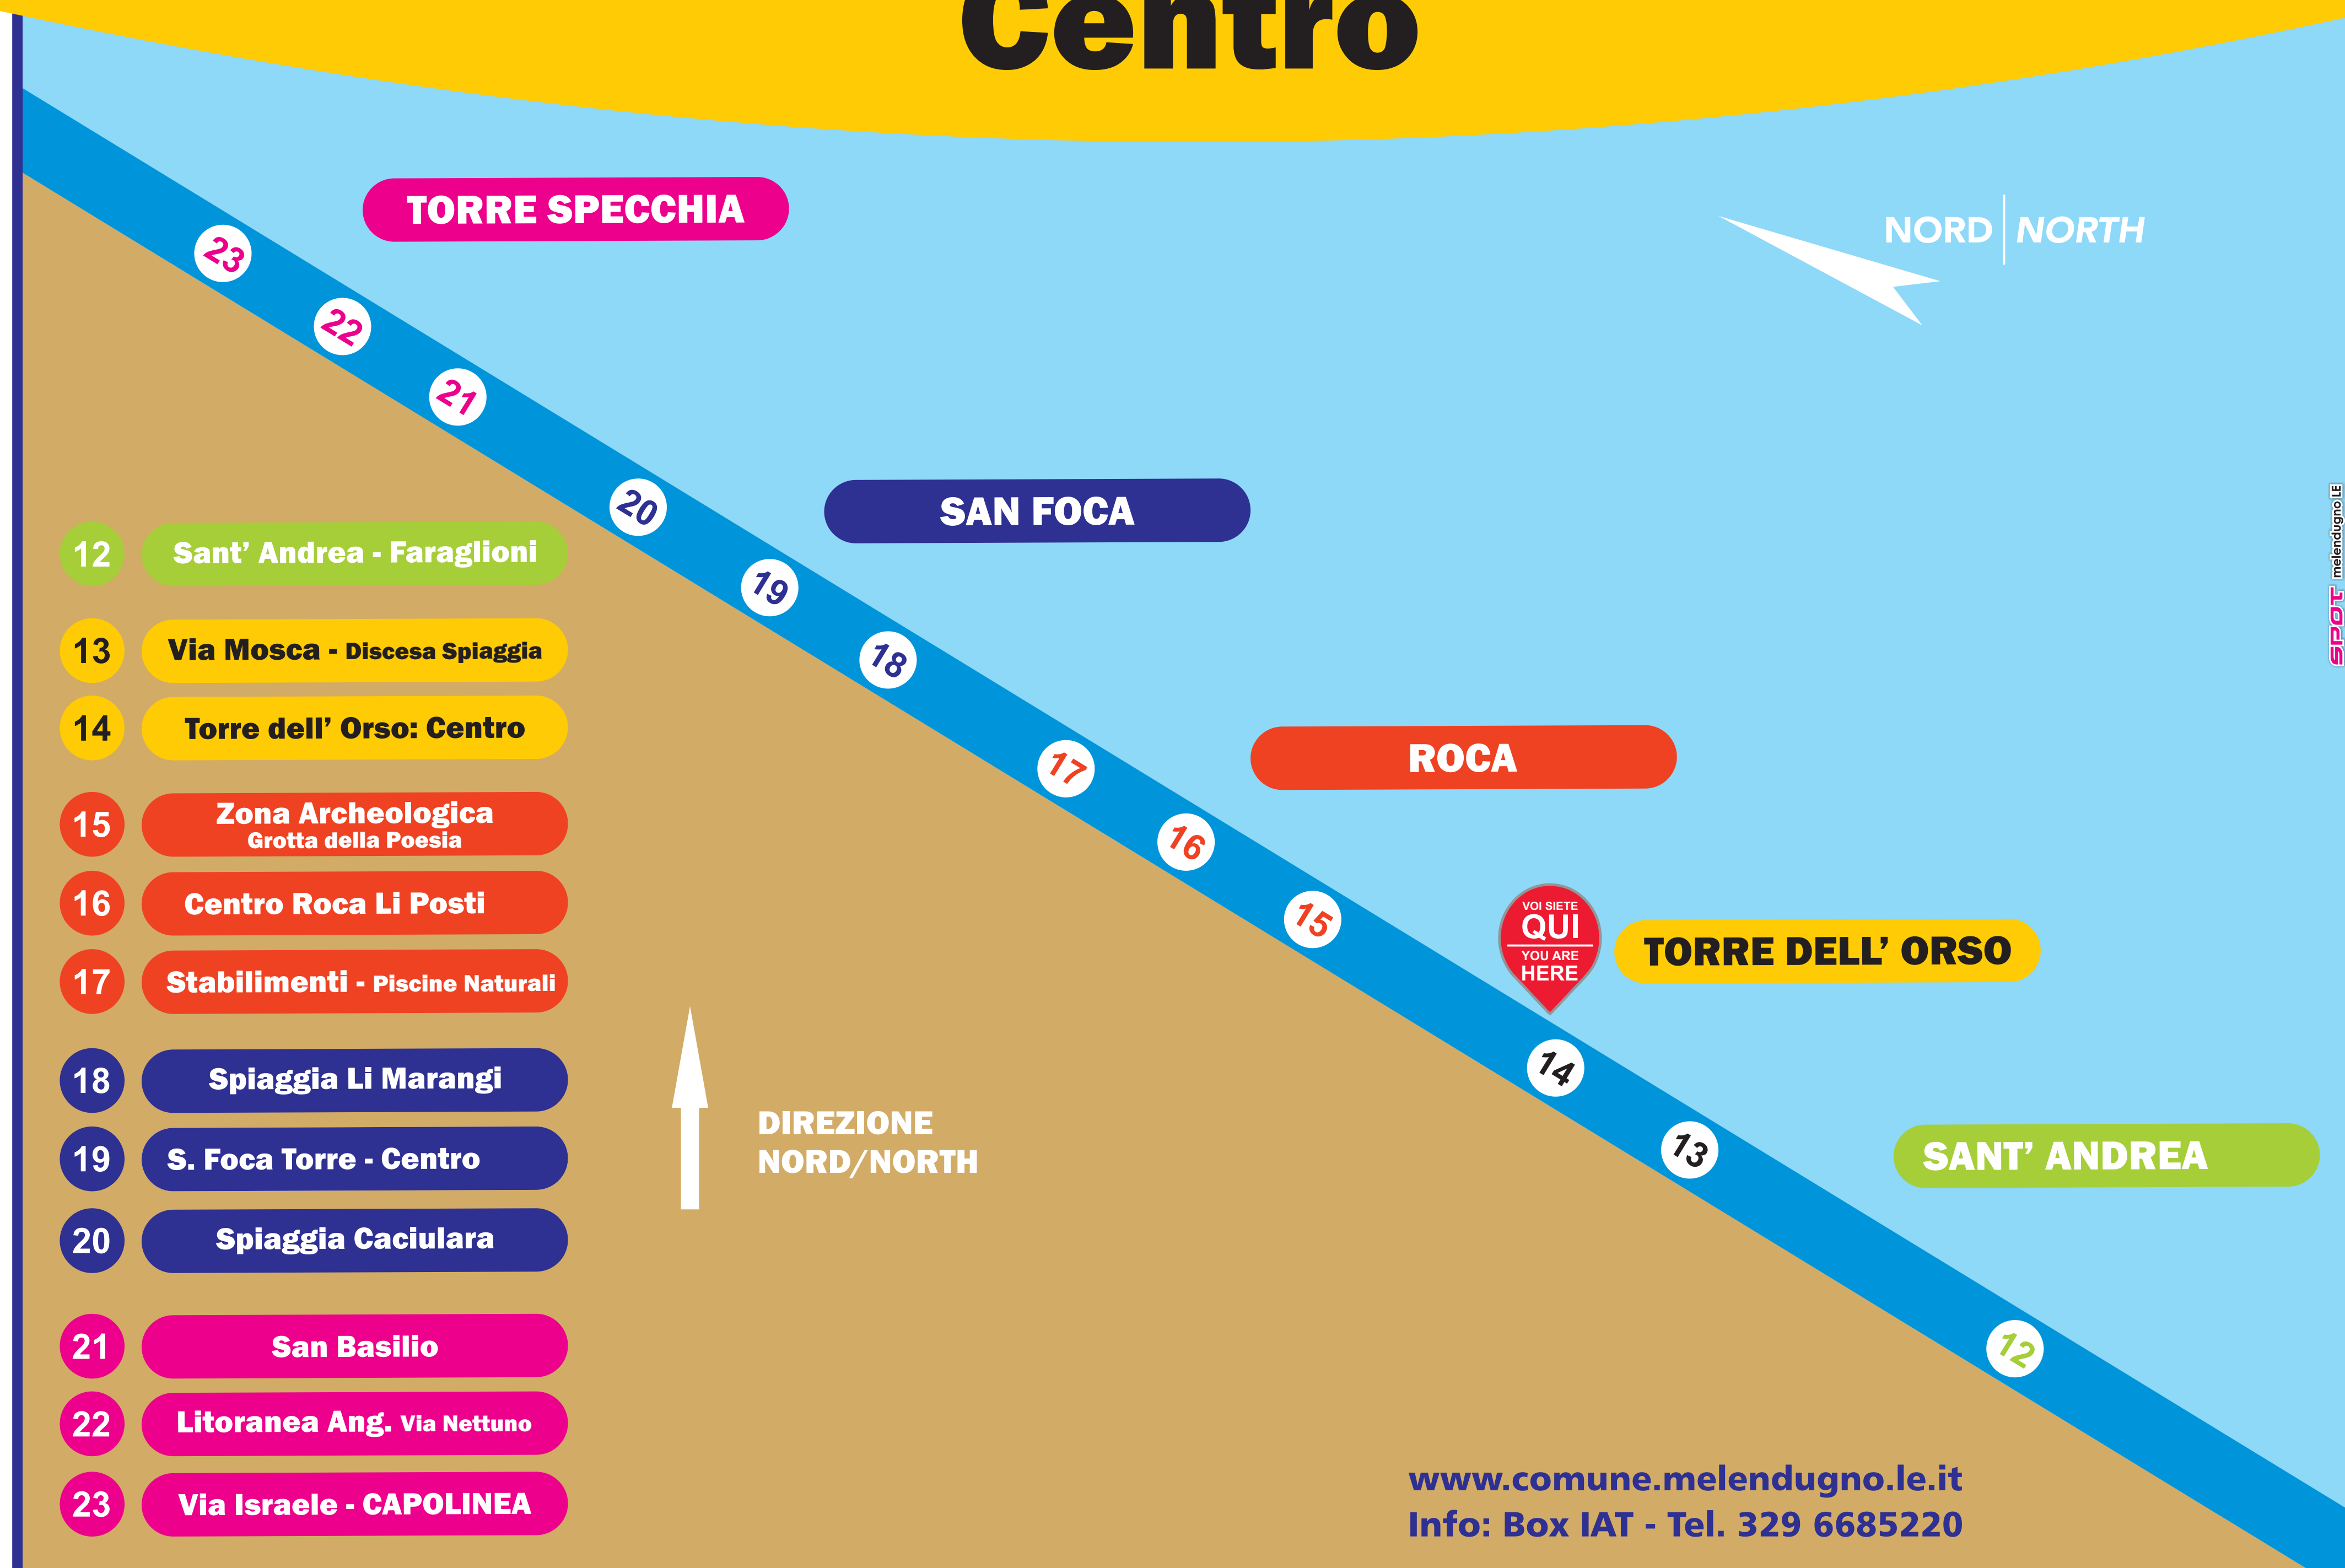 Centro
TORRE SPECCHIA
NORD NORTH
23
22
21
20
19
18
17
16
15
14
13
12
SAN FOCA
ROCA
VOI SIETE
QUI
YOU ARE
HERE
TORRE DELL’ ORSO
SANT’ ANDREA
12 Sant’ Andrea - Faraglioni
13 Via Mosca - Discesa Spiaggia
14 Torre dell’ Orso: Centro
15 Zona Archeologica
Grotta della Poesia
16 Centro Roca Li Posti
17 Stabilimenti - Piscine Naturali
18 Spiaggia Li Marangi
19 S. Foca Torre - Centro
20 Spiaggia Caciulara
21 San Basilio
22 Litoranea Ang. Via Nettuno
23 Via Israele - CAPOLINEA
DIREZIONE
NORD/NORTH
www.comune.melendugno.le.it
Info: Box IAT - Tel. 329 6685220
SPOT melendugno LE